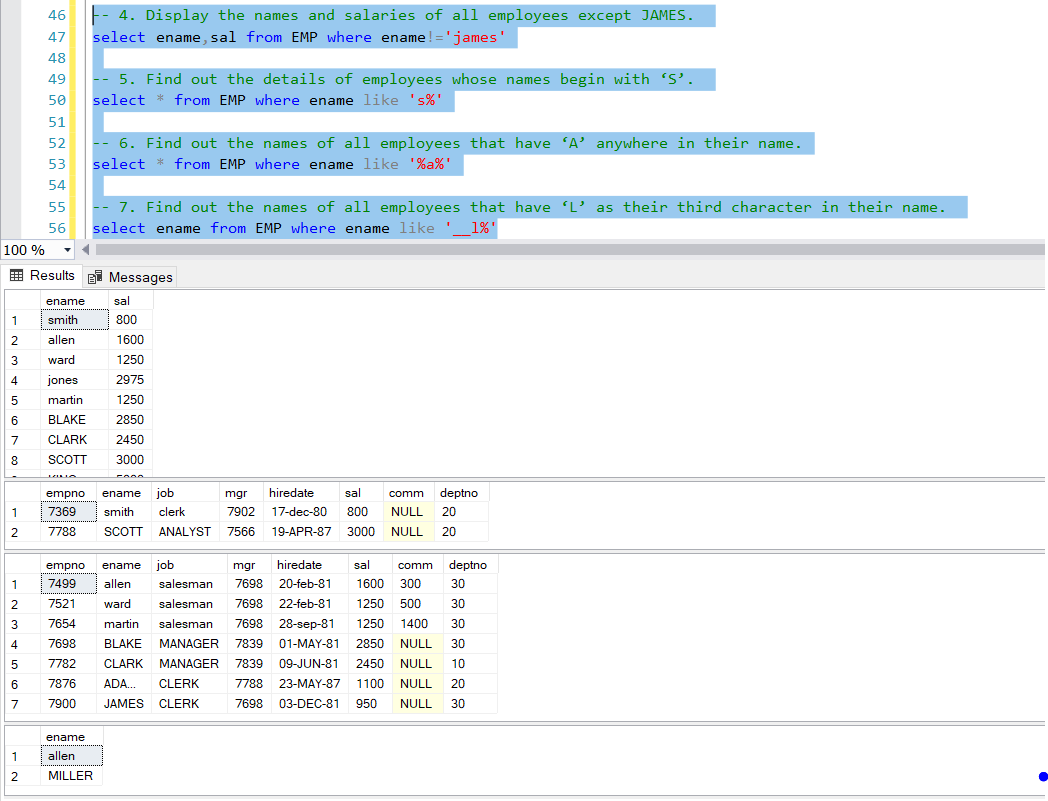 46 -- 4. Display the names and salaries of all employees except JAMES.
47 select ename,sal from EMP where ename!='james'
48
49 -- 5. Find out the details of employees whose names begin with ‘S’.
50 select * from EMP where ename like 's%'
51
52 -- 6. Find out the names of all employees that have ‘A’ anywhere in their name.
53 select * from EMP where ename like '%a%'
54
55 -- 7. Find out the names of all employees that have ‘L’ as their third character in their name.
56 select ename from EMP where ename like '__l%'
100 %
Results Messages
ename sal
1 smith 800
2 allen 1600
3 ward 1250
4 jones 2975
5 martin 1250
6 BLAKE 2850
7 CLARK 2450
8 SCOTT 3000
empno ename job mgr hiredate sal comm deptno
1 7369 smith clerk 7902 17-dec-80 800 NULL 20
2 7788 SCOTT ANALYST 7566 19-APR-87 3000 NULL 20
empno ename job mgr hiredate sal comm deptno
1 7499 allen salesman 7698 20-feb-81 1600 300 30
2 7521 ward salesman 7698 22-feb-81 1250 500 30
3 7654 martin salesman 7698 28-sep-81 1250 1400 30
4 7698 BLAKE MANAGER 7839 01-MAY-81 2850 NULL 30
5 7782 CLARK MANAGER 7839 09-JUN-81 2450 NULL 10
6 7876 ADA... CLERK 7788 23-MAY-87 1100 NULL 20
7 7900 JAMES CLERK 7698 03-DEC-81 950 NULL 30
ename
1 allen
2 MILLER